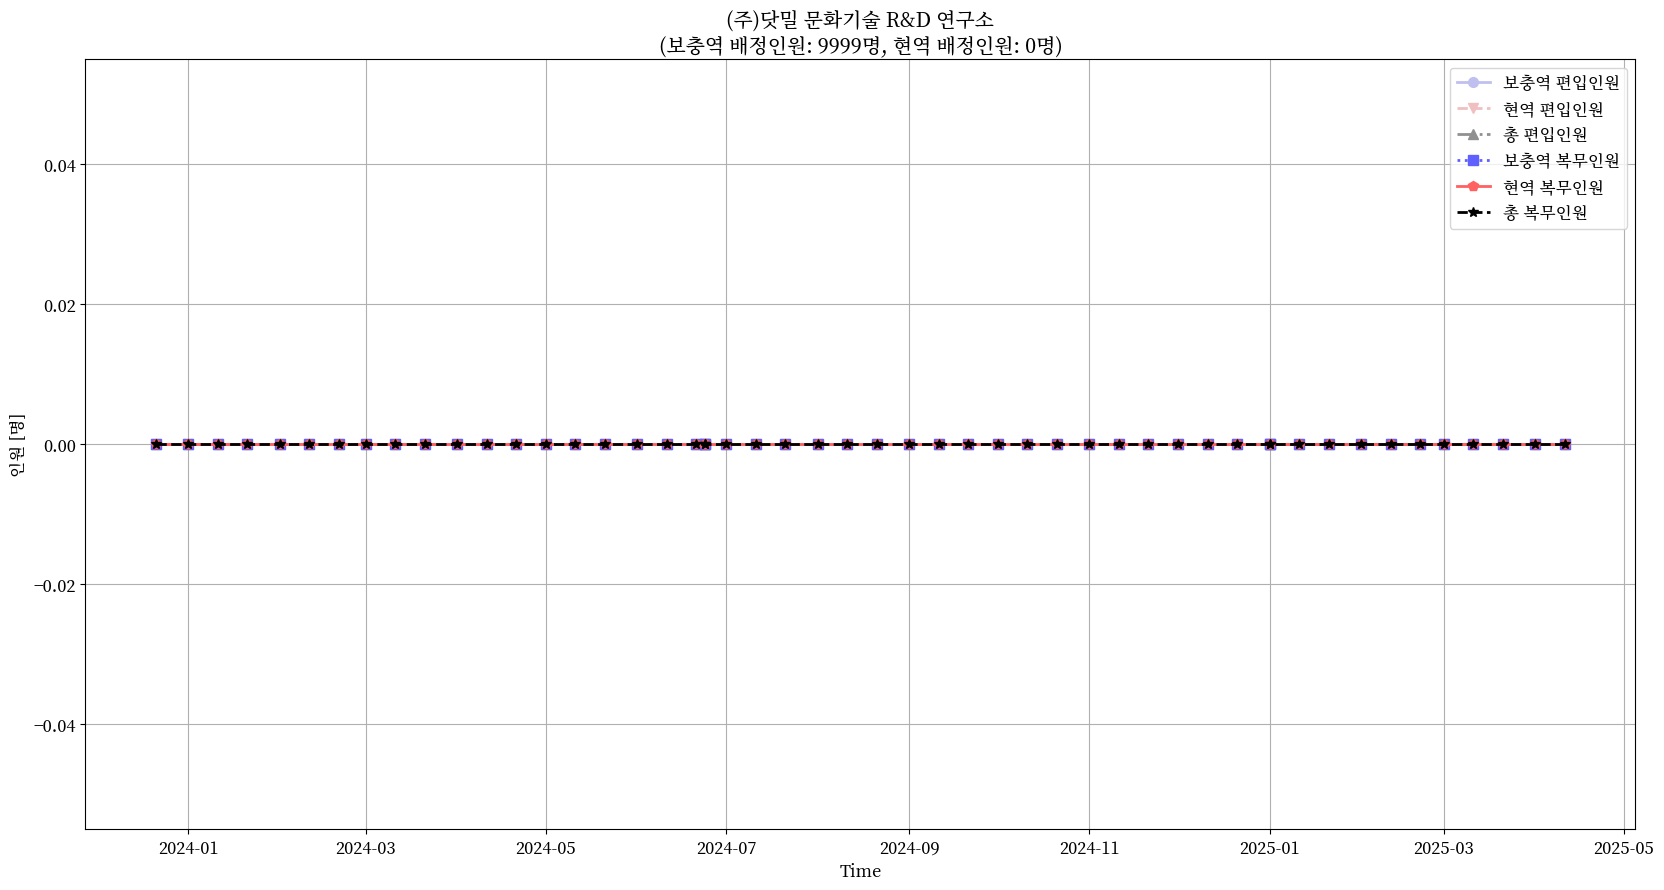 (주)닷밀 문화기술 R&D 연구소
(보충역 배정인원: 9999명, 현역 배정인원: 0명)
보충역 편입인원
현역 편입인원
총 편입인원
보충역 복무인원
현역 복무인원
총 복무인원
인원 [명]
0.04
0.02
0.00
−0.02
−0.04
2024-01
2024-03
2024-05
2024-07
2024-09
2024-11
2025-01
2025-03
2025-05
Time